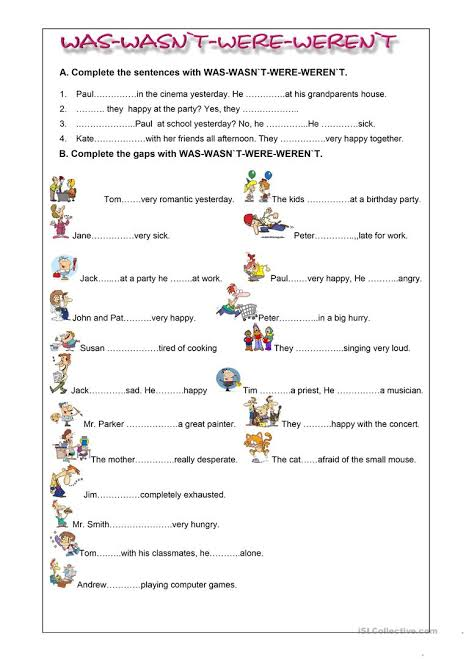 WAS-WASN`T-WERE-WEREN`T
A. Complete the sentences with WAS-WASN`T-WERE-WEREN`T.
1. Paul……………in the cinema yesterday. He ………….at his grandparents house.
2. ………. they happy at the party? Yes, they ………………..
3. …………………Paul at school yesterday? No, he …………...He ………….sick.
4. Kate……………..with her friends all afternoon. They ……………..very happy together.
B. Complete the gaps with WAS-WASN`T-WERE-WEREN`T.
Tom……very romantic yesterday. The kids ……………at a birthday party.
Jane…………….very sick. Peter…………..,,,late for work.
Jack…..…at a party he ……..at work. Paul…….very happy, He ………..angry.
John and Pat……….very happy. Peter…………..in a big hurry.
Susan ……………….tired of cooking They ……………..singing very loud.
Jack……….sad. He……….happy Tim ……….a priest, He …………..a musician.
Mr. Parker ………………a great painter. They ……….happy with the concert.
The mother………..really desperate. The cat……afraid of the small mouse.
Jim……………completely exhausted.
Mr. Smith…………..very hungry.
Tom…..…with his classmates, he………..alone.
Andrew………….playing computer games.
iSLCollective.com